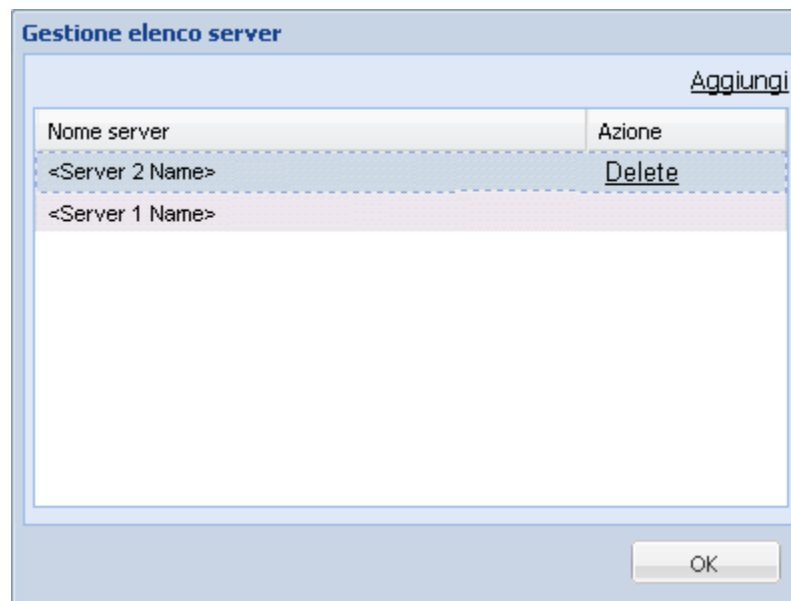 Gestione elenco server
Aggiungi
Nome server Azione
<Server 2 Name> Delete
<Server 1 Name>
OK